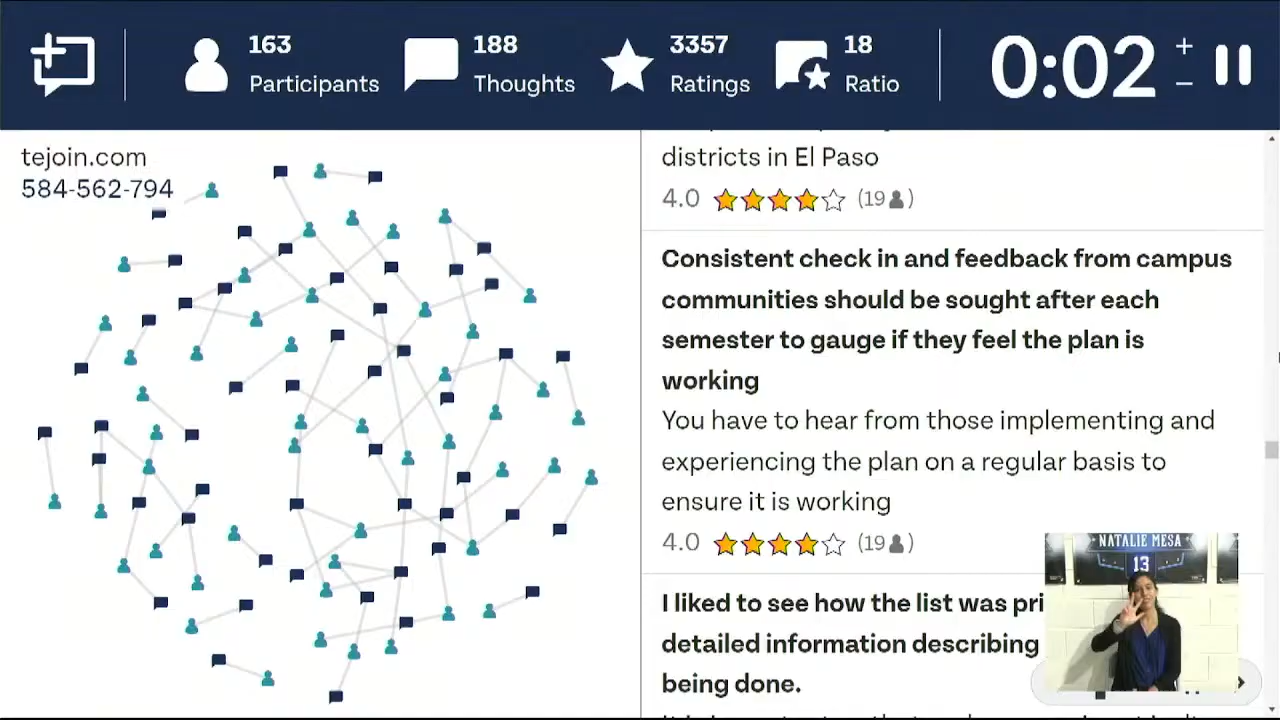 163
Participants
188
Thoughts
3357
Ratings
18
Ratio
0:02
+
−
tejoin.com
584-562-794
districts in El Paso
4.0 (19)
Consistent check in and feedback from campus
communities should be sought after each
semester to gauge if they feel the plan is
working
You have to hear from those implementing and
experiencing the plan on a regular basis to
ensure it is working
4.0 (19)
I liked to see how the list was pri
detailed information describing
being done.
NATALIE MESA
13